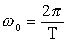 ω₀ = 2π/T